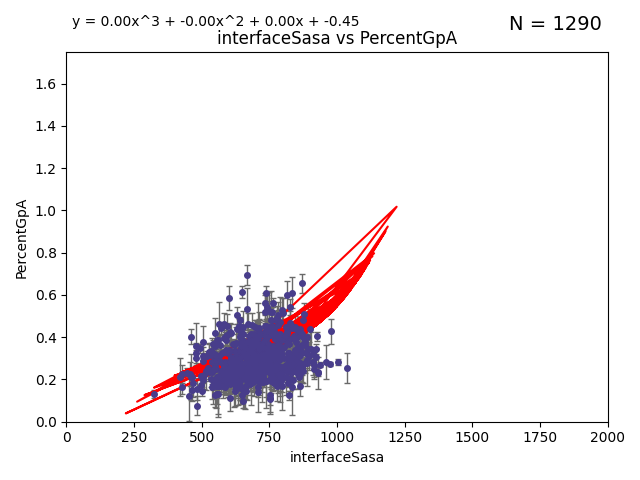 y = 0.00x^3 + -0.00x^2 + 0.00x + -0.45
N = 1290
interfaceSasa vs PercentGpA
PercentGpA
1.6
1.4
1.2
1.0
0.8
0.6
0.4
0.2
0.0
0 250 500 750 1000 1250 1500 1750 2000
interfaceSasa